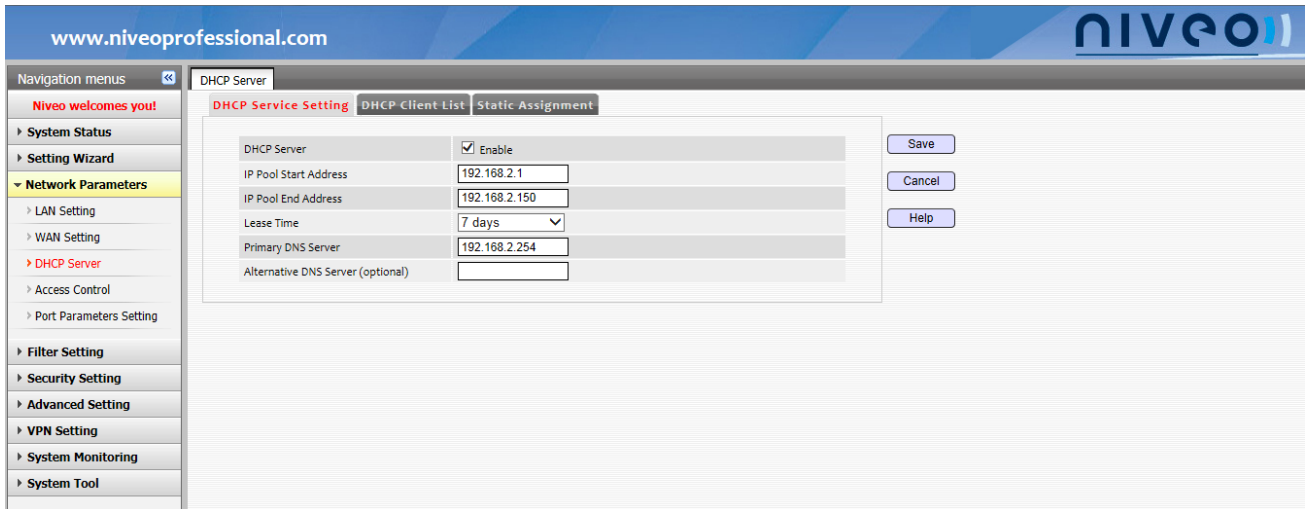 www.niveoprofessional.com
niveo
Navigation menus
Niveo welcomes you!
System Status
Setting Wizard
Network Parameters
LAN Setting
WAN Setting
DHCP Server
Access Control
Port Parameters Setting
Filter Setting
Security Setting
Advanced Setting
VPN Setting
System Monitoring
System Tool
DHCP Server
DHCP Service Setting DHCP Client List Static Assignment
DHCP Server Enable
IP Pool Start Address 192.168.2.1
IP Pool End Address 192.168.2.150
Lease Time 7 days
Primary DNS Server 192.168.2.254
Alternative DNS Server (optional)
Save
Cancel
Help